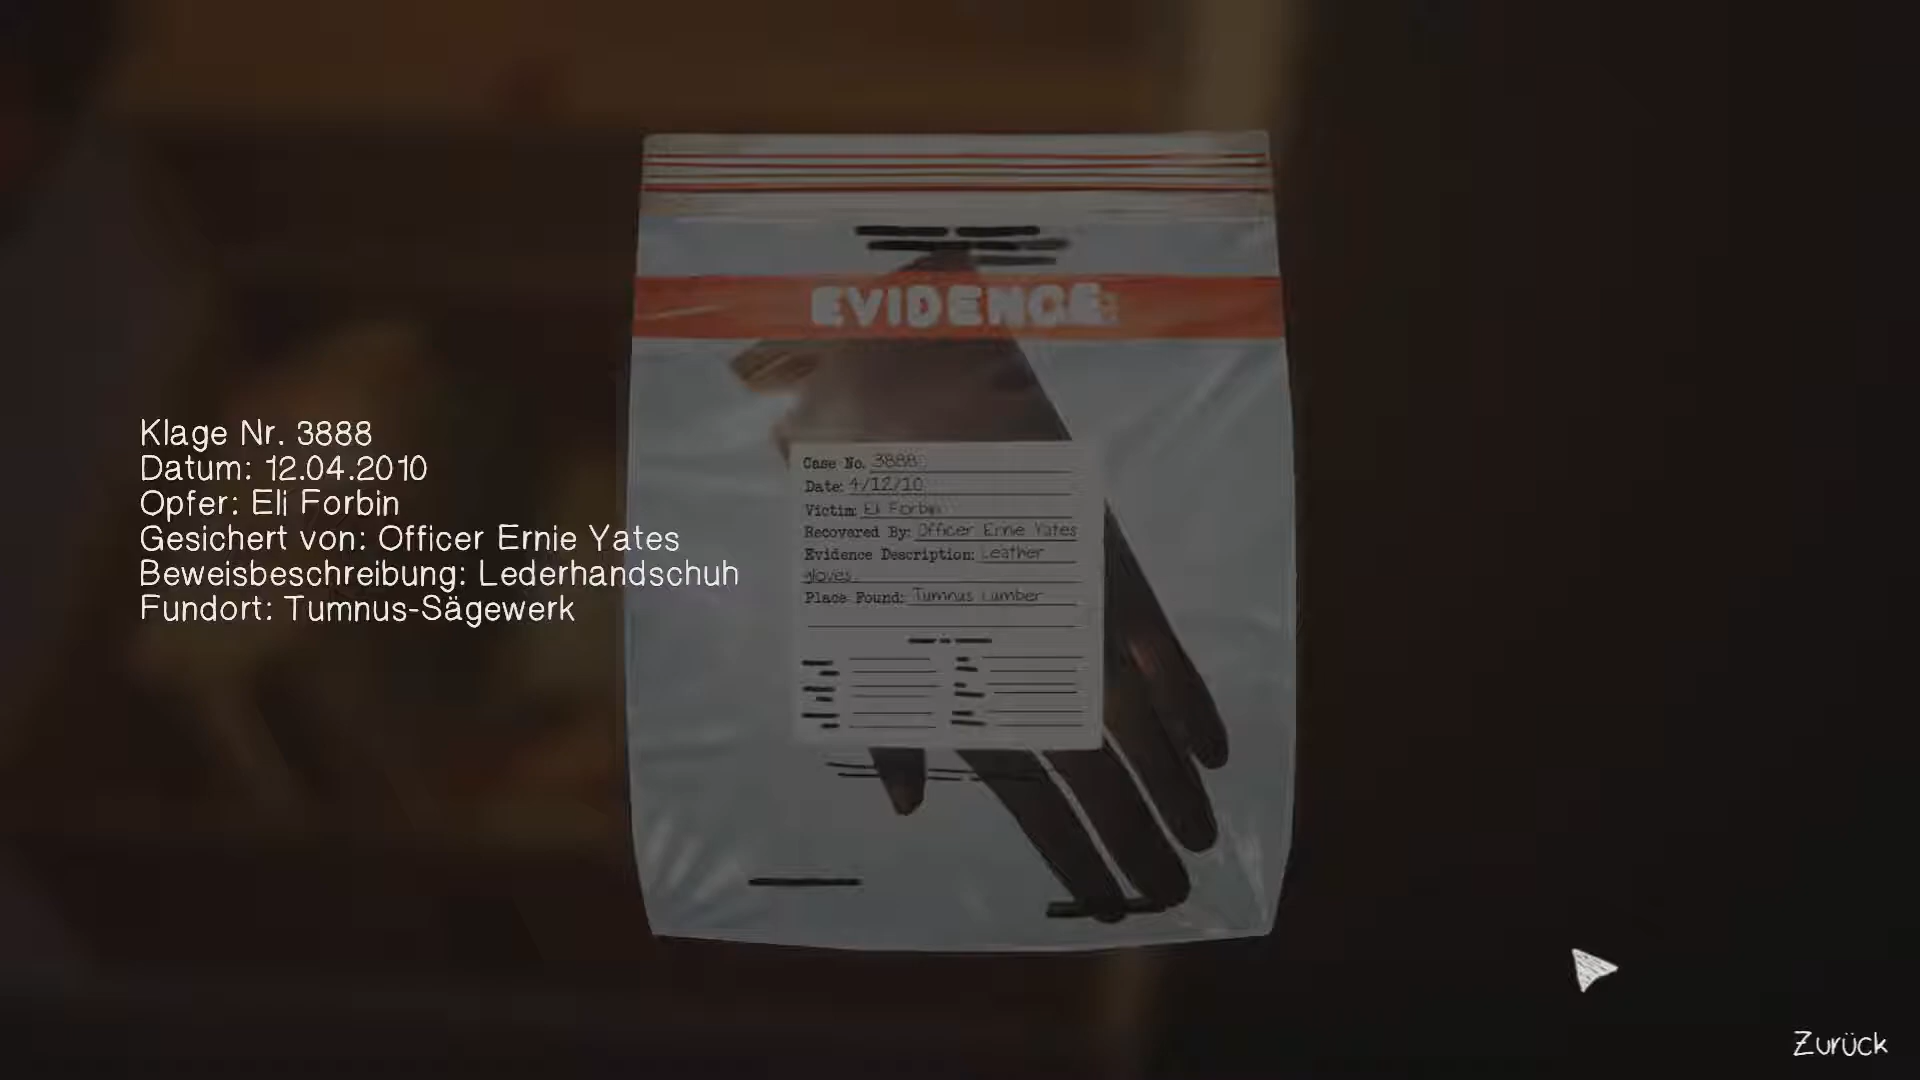 EVIDENCE
Klage Nr. 3888
Datum: 12.04.2010
Opfer: Eli Forbin
Gesichert von: Officer Ernie Yates
Beweisbeschreibung: Lederhandschuh
Fundort: Tumnus-Sägewerk
Case No. 3888
Date: 4/12/10
Victim: Eli Forbin
Recovered By: Officer Ernie Yates
Evidence Description: Leather
gloves
Place Found: Tumnus Lumber
Zurück